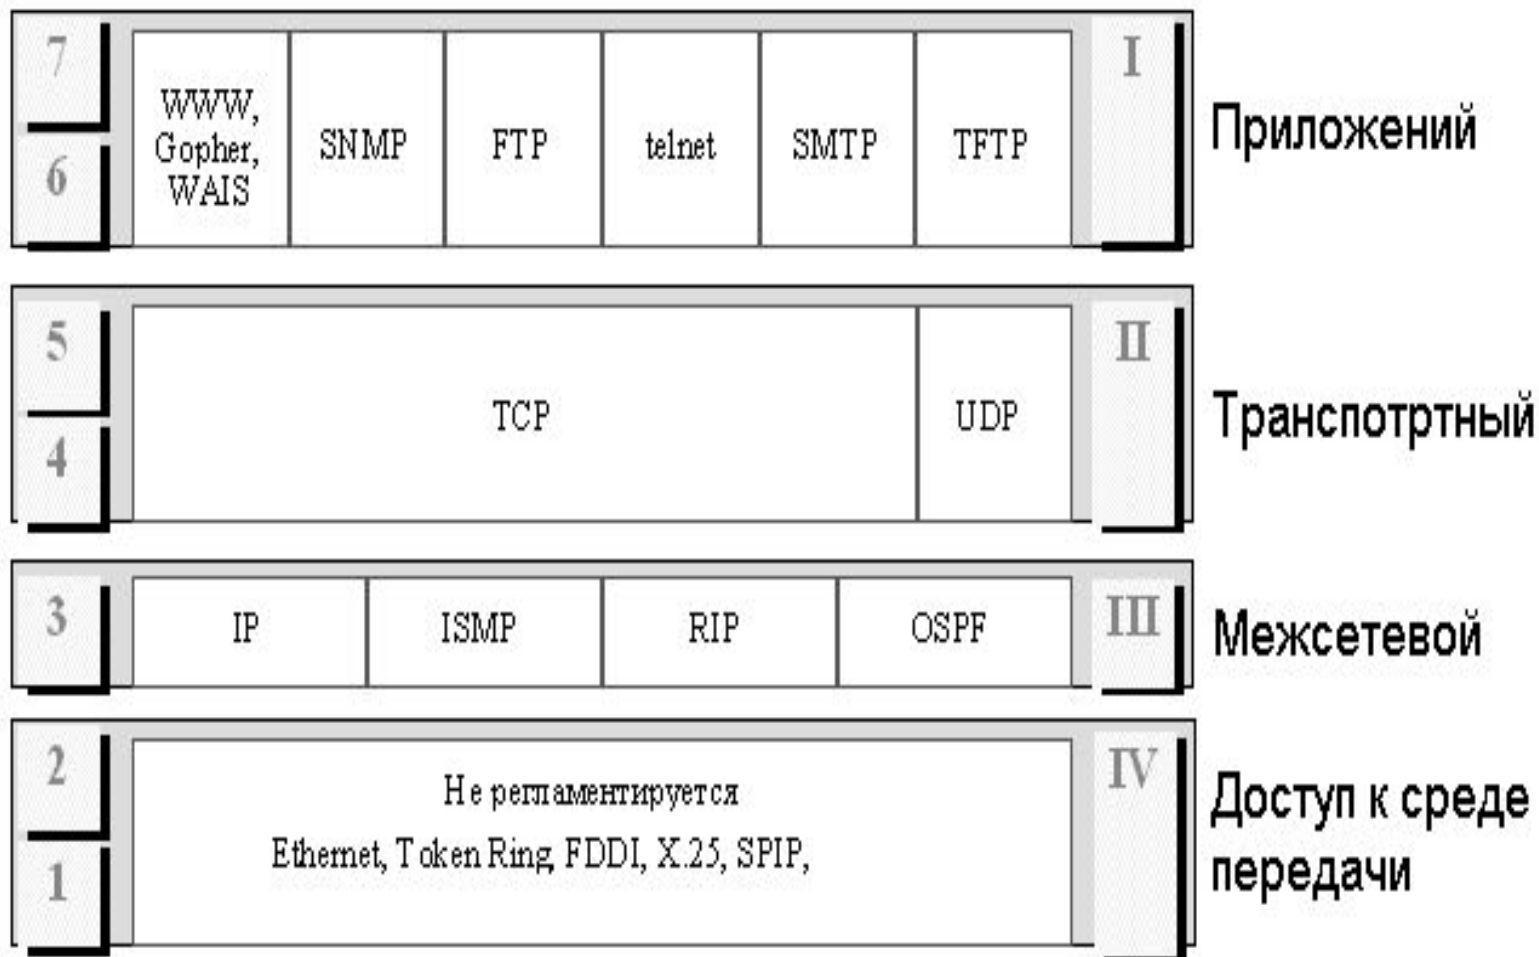 7
6
WWW,
Gopher,
WAIS
SNMP
FTP
telnet
SMTP
TFTP
I
Приложений
5
4
TCP
UDP
II
Транспотртный
3
IP
ISMP
RIP
OSPF
III
Межсетевой
2
1
Не регламентируется
Ethernet, Token Ring, FDDI, X.25, SPIP,
IV
Доступ к среде
передачи